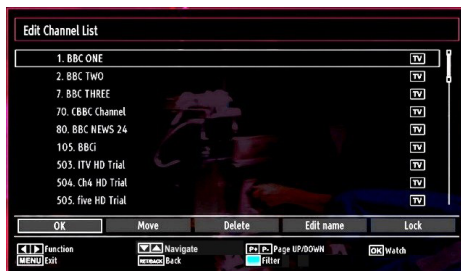 Edit Channel List
1. BBC ONE TV
2. BBC TWO TV
7. BBC THREE TV
70. CBBC Channel TV
80. BBC NEWS 24 TV
105. BBCi TV
503. ITV HD Trial TV
504. Ch4 HD Trial TV
505. five HD Trial TV
OK Move Delete Edit name Lock
Function Navigate P+ P- Page UP/DOWN OK Watch
MENU Exit RET/BACK Back Filter